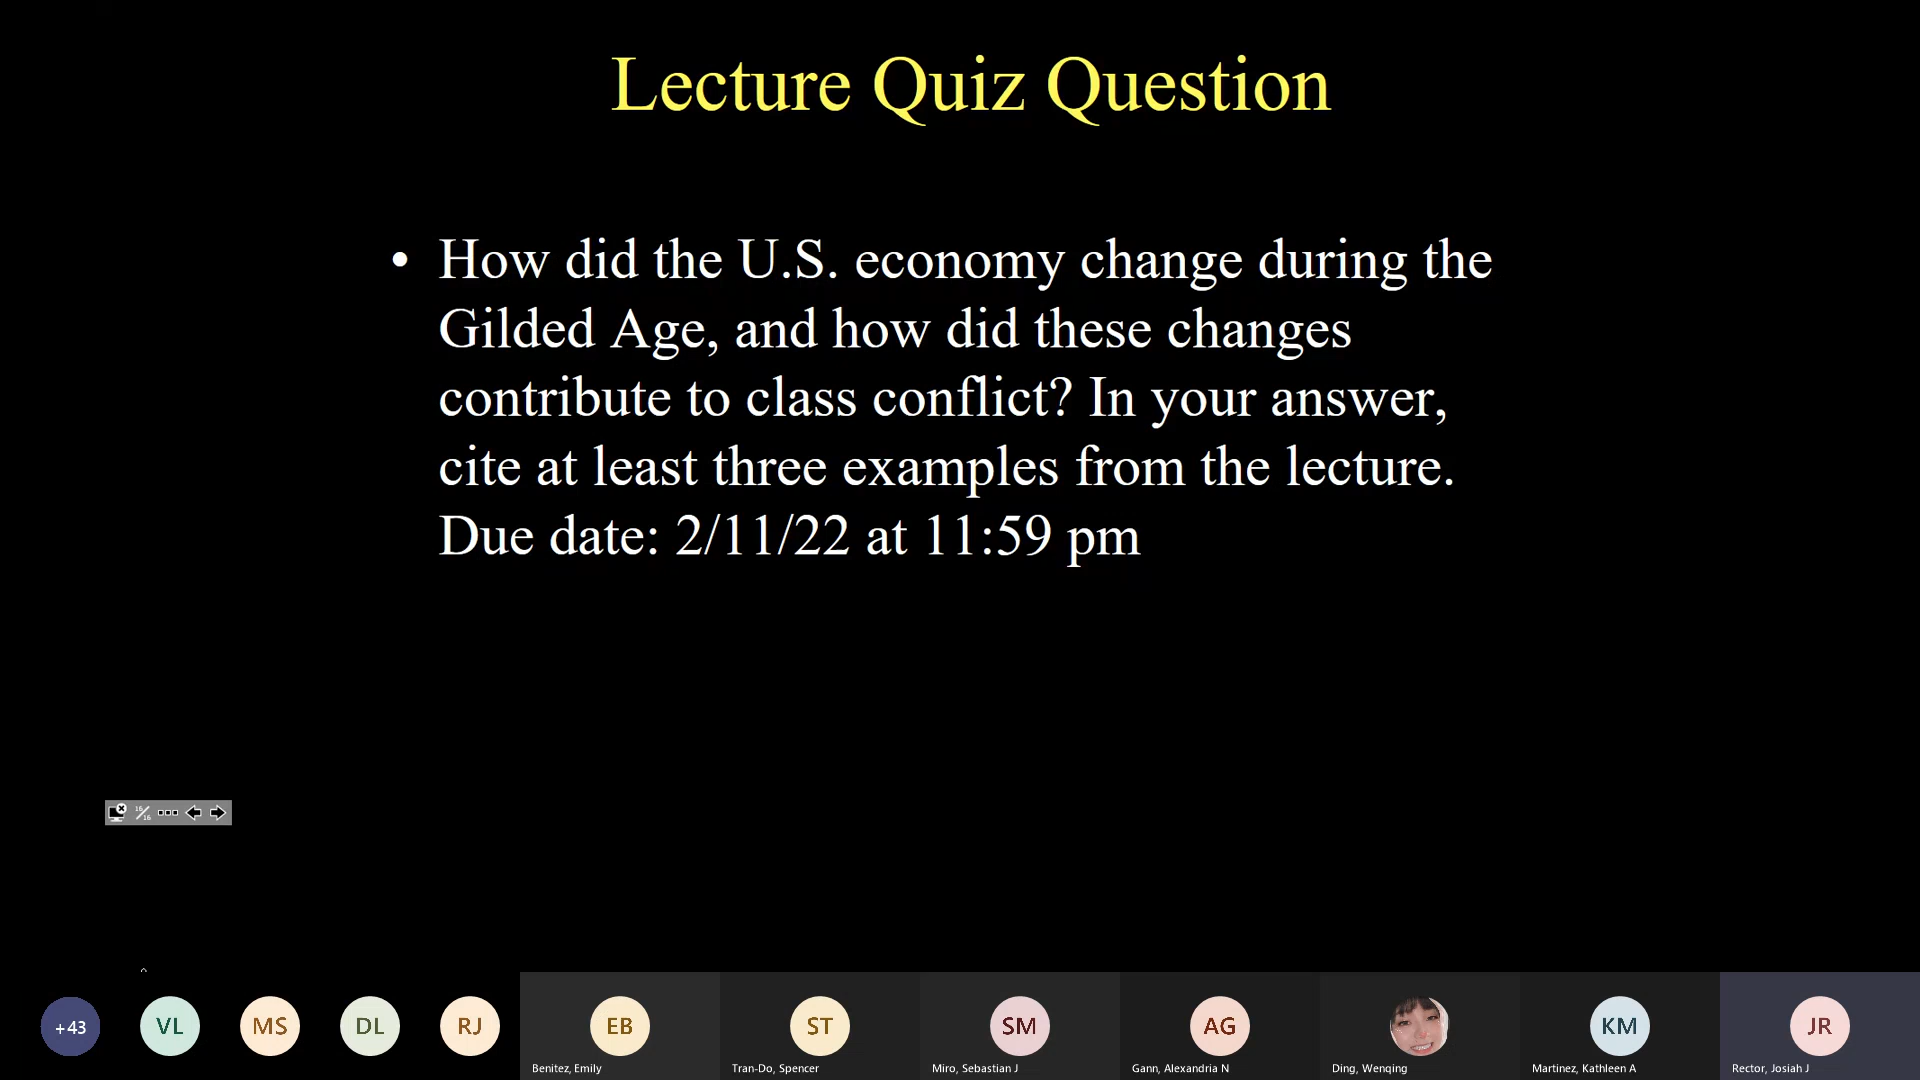 Lecture Quiz Question
• How did the U.S. economy change during the
Gilded Age, and how did these changes
contribute to class conflict? In your answer,
cite at least three examples from the lecture.
Due date: 2/11/22 at 11:59 pm
16/16
+43
VL
MS
DL
RJ
EB
Benitez, Emily
ST
Tran-Do, Spencer
SM
Miro, Sebastian J
AG
Gann, Alexandria N
Ding, Wenqing
KM
Martinez, Kathleen A
JR
Rector, Josiah J